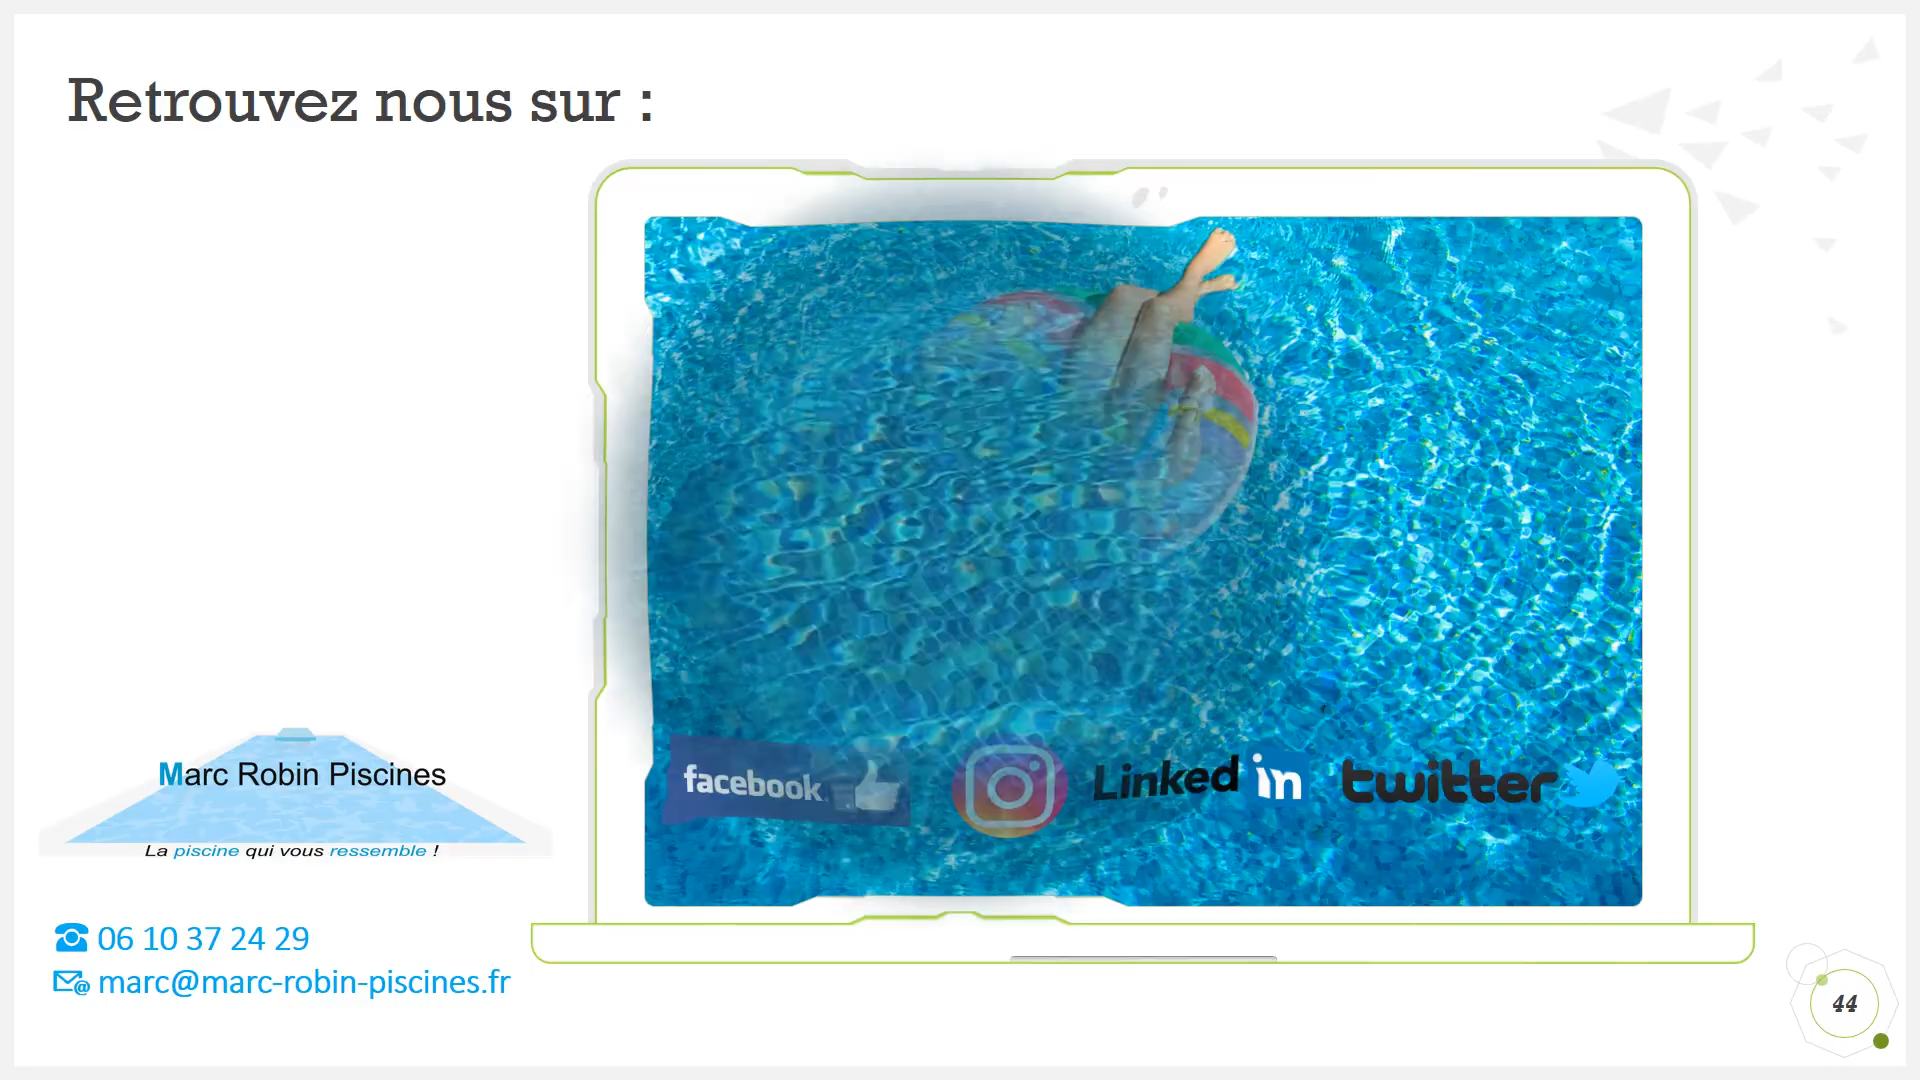 Retrouvez nous sur :
facebook
Linked in
twitter
Marc Robin Piscines
La piscine qui vous ressemble !
06 10 37 24 29
marc@marc-robin-piscines.fr
44